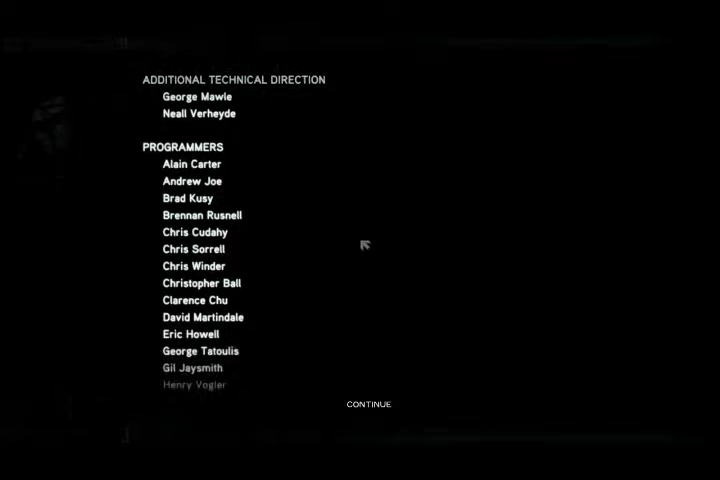 ADDITIONAL TECHNICAL DIRECTION
George Mawle
Neall Verheyde
PROGRAMMERS
Alain Carter
Andrew Joe
Brad Kusy
Brennan Rusnell
Chris Cudahy
Chris Sorrell
Chris Winder
Christopher Ball
Clarence Chu
David Martindale
Eric Howell
George Tatoulis
Gil Jaysmith
Henry Vogler
CONTINUE